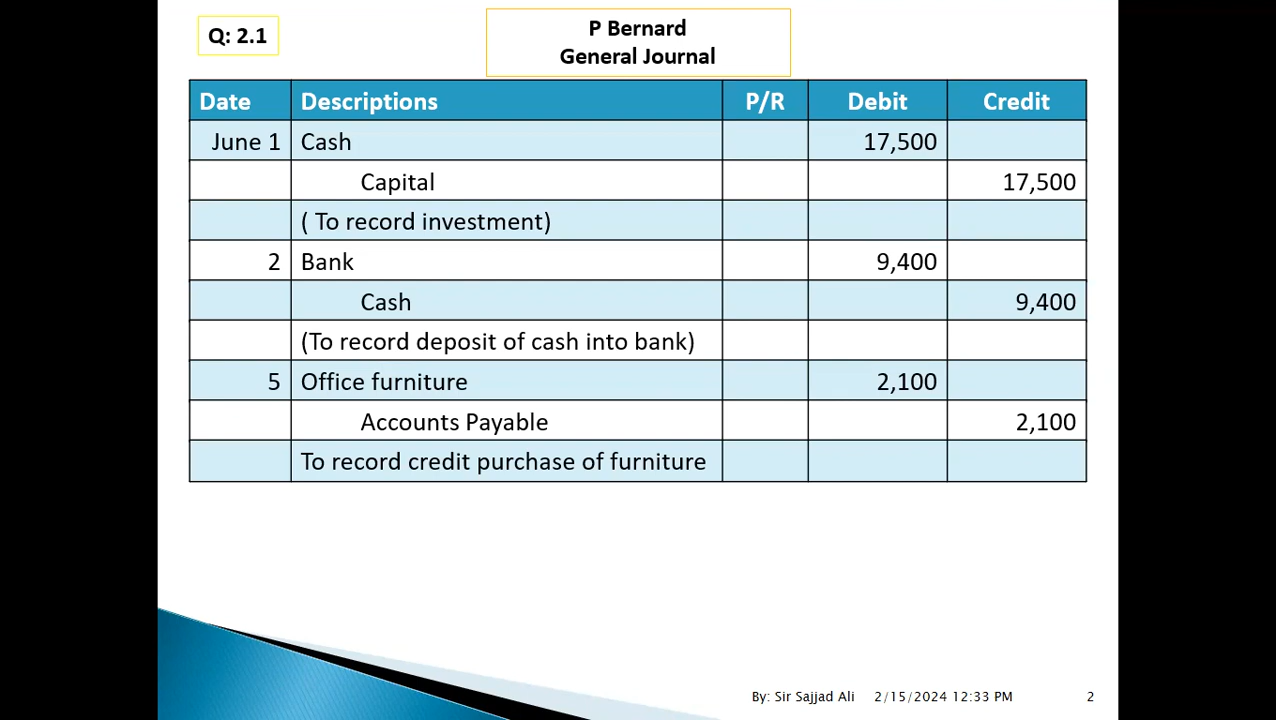 Q: 2.1
P Bernard
General Journal
Date Descriptions P/R Debit Credit
June 1 Cash 17,500
Capital 17,500
( To record investment)
2 Bank 9,400
Cash 9,400
(To record deposit of cash into bank)
5 Office furniture 2,100
Accounts Payable 2,100
To record credit purchase of furniture
By: Sir Sajjad Ali 2/15/2024 12:33 PM 2